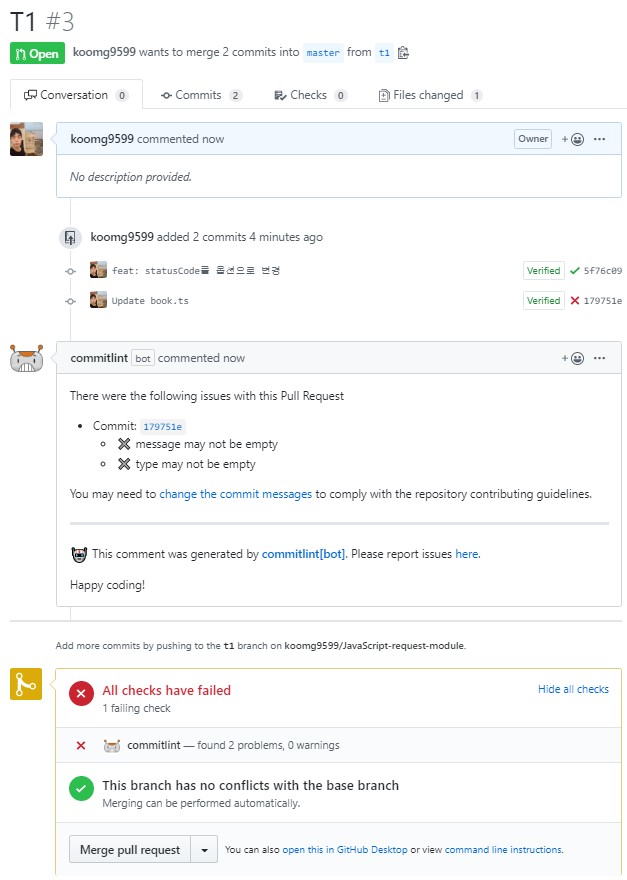 T1 #3
Open koomg9599 wants to merge 2 commits into master from t1
Conversation 0 Commits 2 Checks 0 Files changed 1
koomg9599 commented now Owner
No description provided.
koomg9599 added 2 commits 4 minutes ago
feat: statusCode를 옵션으로 변경 Verified 5f76c09
Update book.ts Verified 179751e
commitlint bot commented now
There were the following issues with this Pull Request
Commit: 179751e
message may not be empty
type may not be empty
You may need to change the commit messages to comply with the repository contributing guidelines.
This comment was generated by commitlint[bot]. Please report issues here.
Happy coding!
Add more commits by pushing to the t1 branch on koomg9599/JavaScript-request-module.
All checks have failed Hide all checks
1 failing check
commitlint — found 2 problems, 0 warnings
This branch has no conflicts with the base branch
Merging can be performed automatically.
Merge pull request You can also open this in GitHub Desktop or view command line instructions.